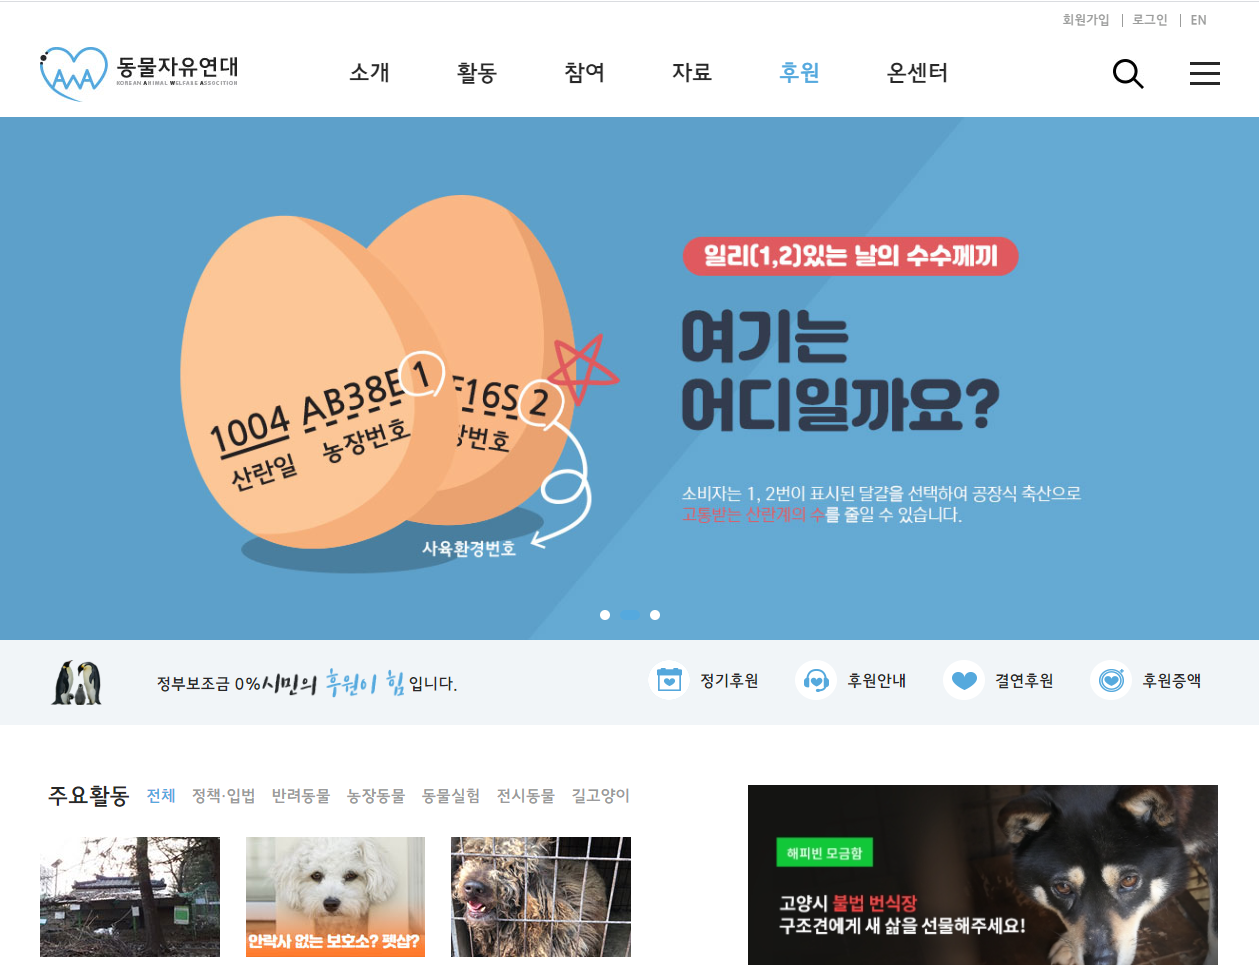 회원가입 | 로그인 | EN
동물자유연대
KOREAN ANIMAL WELFARE ASSOCITION
소개 활동 참여 자료 후원 온센터
일리(1,2)있는 날의 수수께끼
여기는
어디일까요?
1004 AB38E 1
산란일 농장번호
F16S 2
장번호
사육환경번호
소비자는 1, 2번이 표시된 달걀을 선택하여 공장식 축산으로
고통받는 산란계의 수를 줄일 수 있습니다.
정부보조금 0%시민의 후원이 힘 입니다.
정기후원 후원안내 결연후원 후원증액
주요활동 전체 정책·입법 반려동물 농장동물 동물실험 전시동물 길고양이
안락사 없는 보호소? 펫샵?
해피빈 모금함
고양시 불법 번식장
구조견에게 새 삶을 선물해주세요!